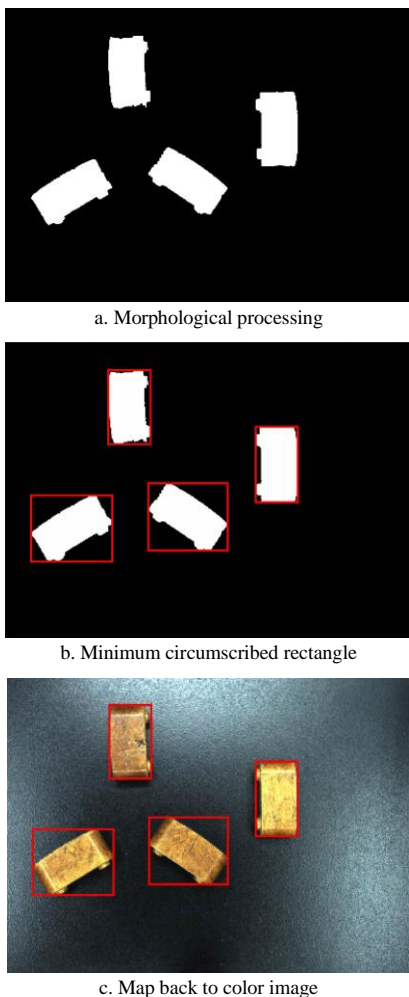 a. Morphological processing
b. Minimum circumscribed rectangle
c. Map back to color image